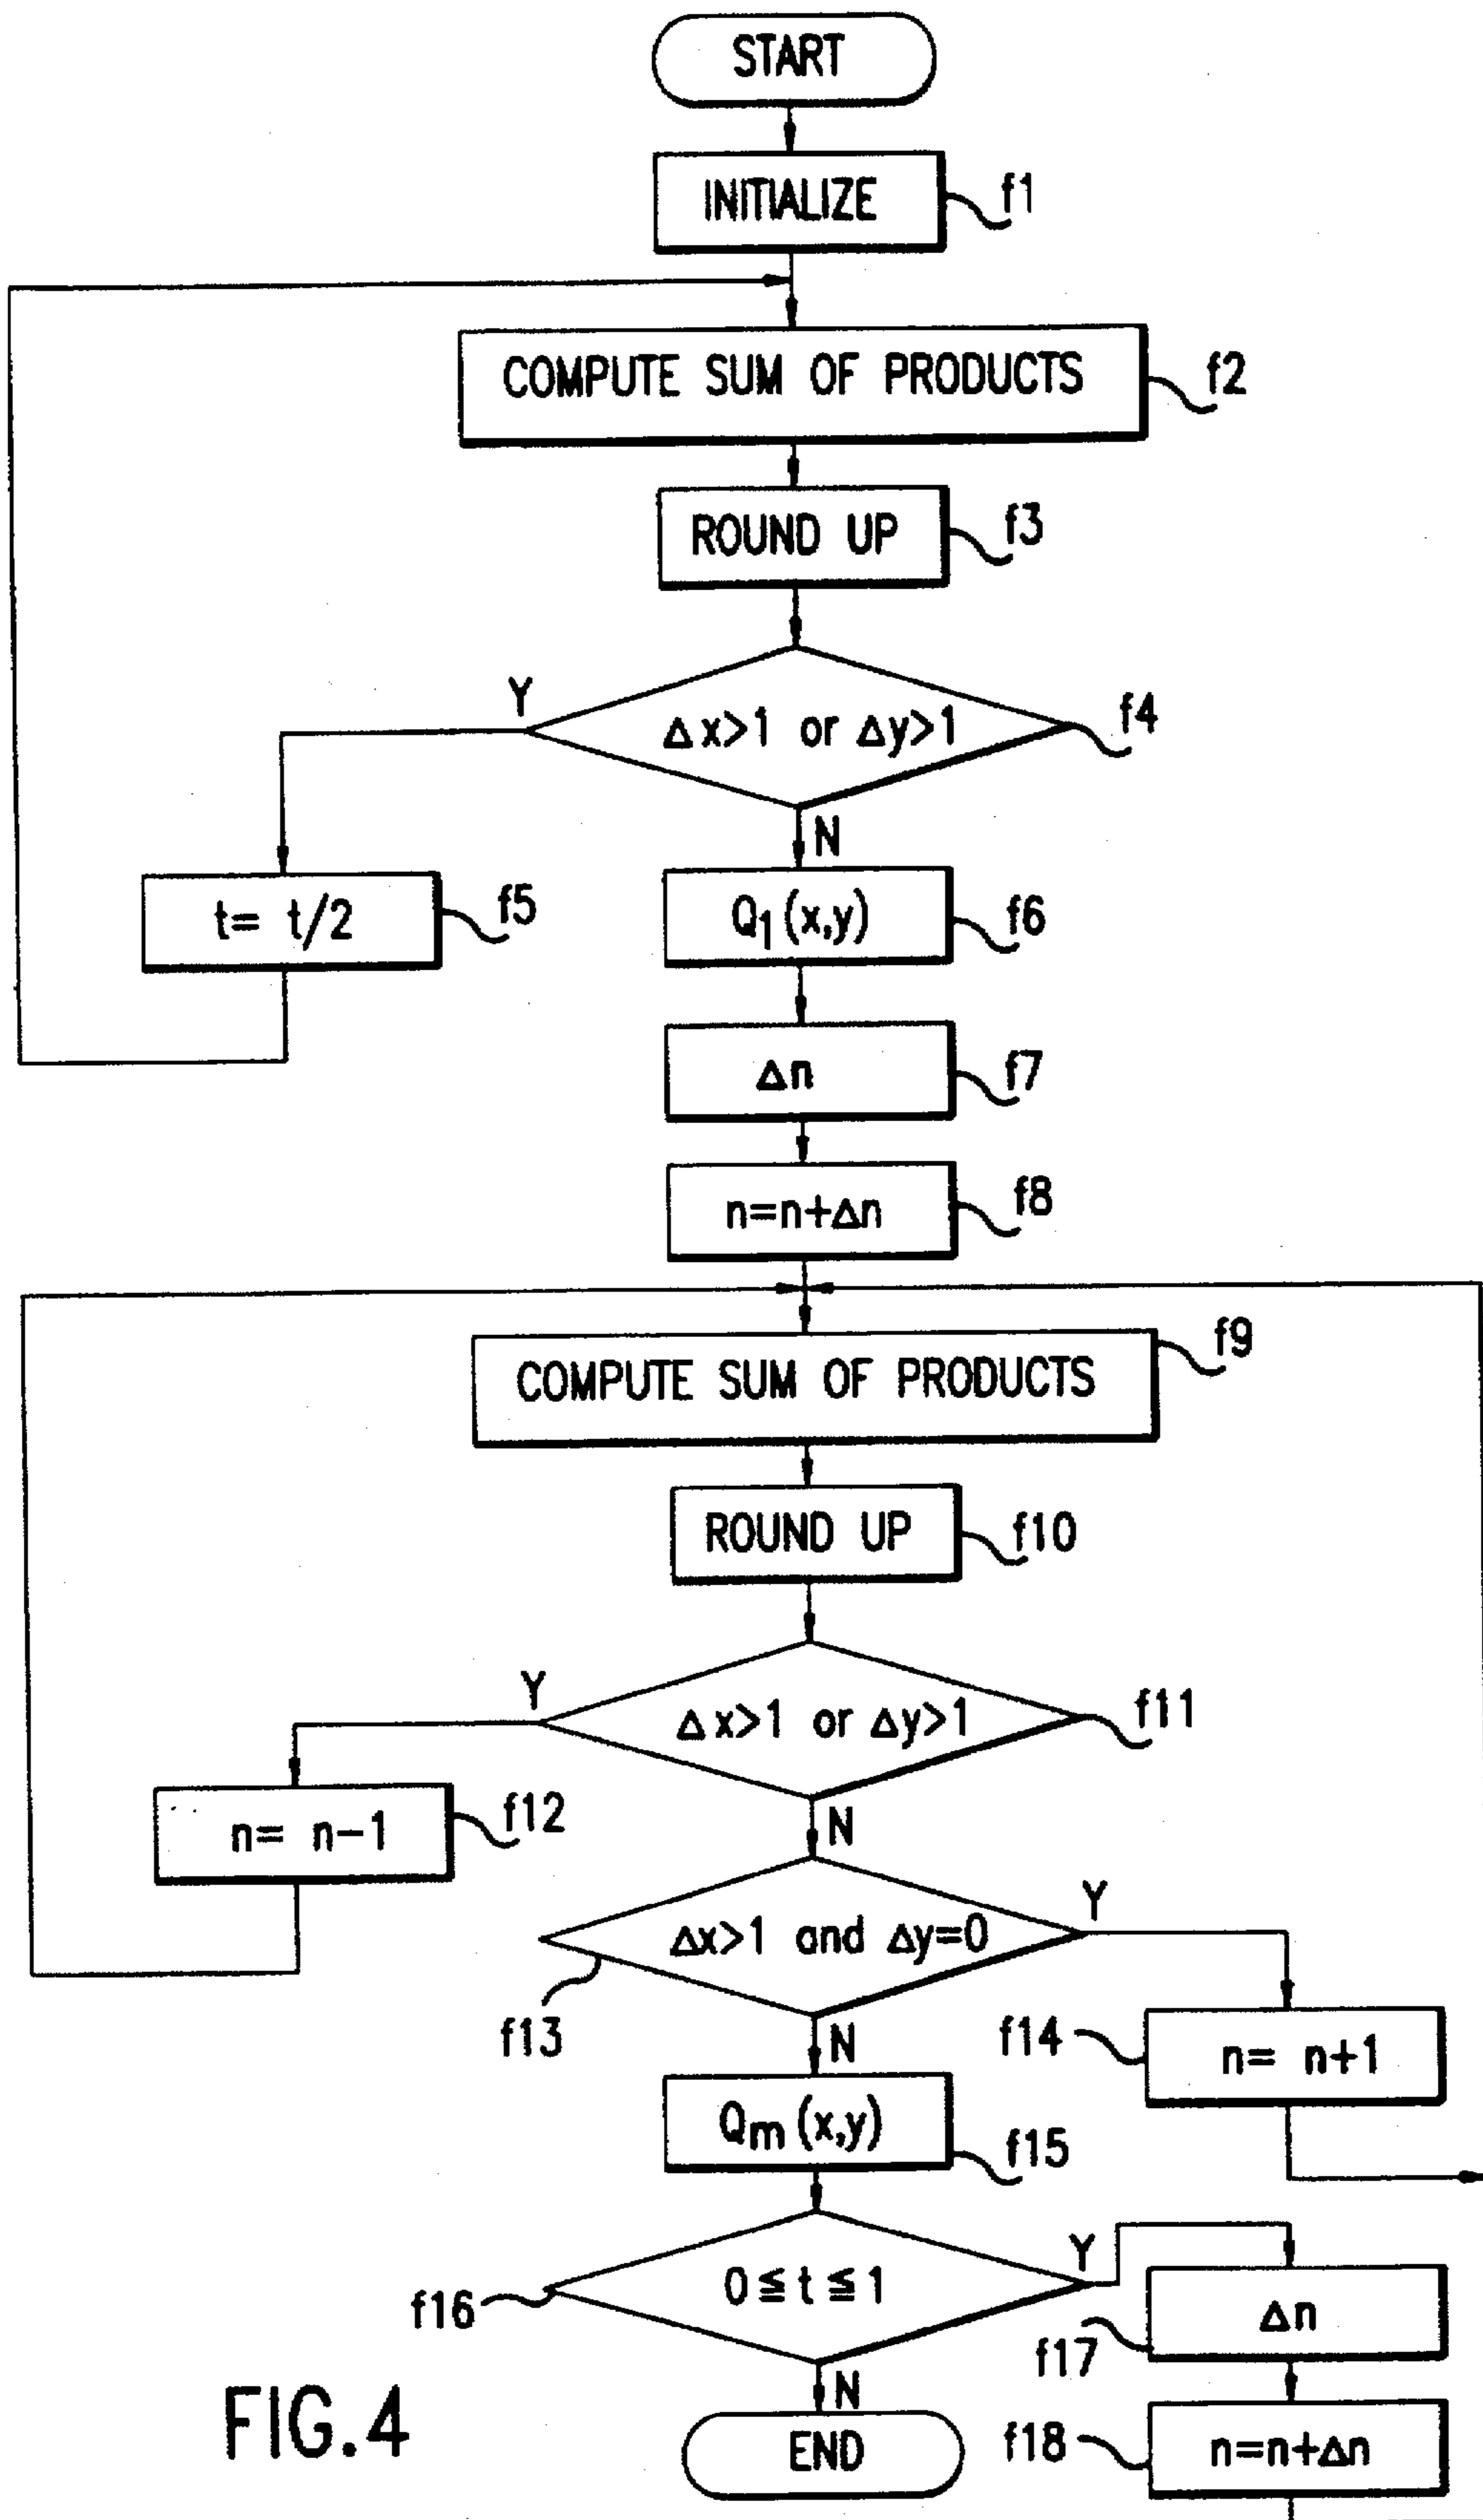 START
INITIALIZE
f1
COMPUTE SUM OF PRODUCTS
f2
ROUND UP
f3
Δx>1 or Δy>1
f4
Y
N
t= t/2
f5
Q1(x,y)
f6
Δn
f7
n=n+Δn
f8
COMPUTE SUM OF PRODUCTS
f9
ROUND UP
f10
Δx>1 or Δy>1
f11
Y
N
n= n-1
f12
Δx>1 and Δy=0
f13
Y
N
n= n+1
f14
Qm(x,y)
f15
0≦t≦1
f16
Y
N
Δn
f17
n=n+Δn
f18
END
FIG.4